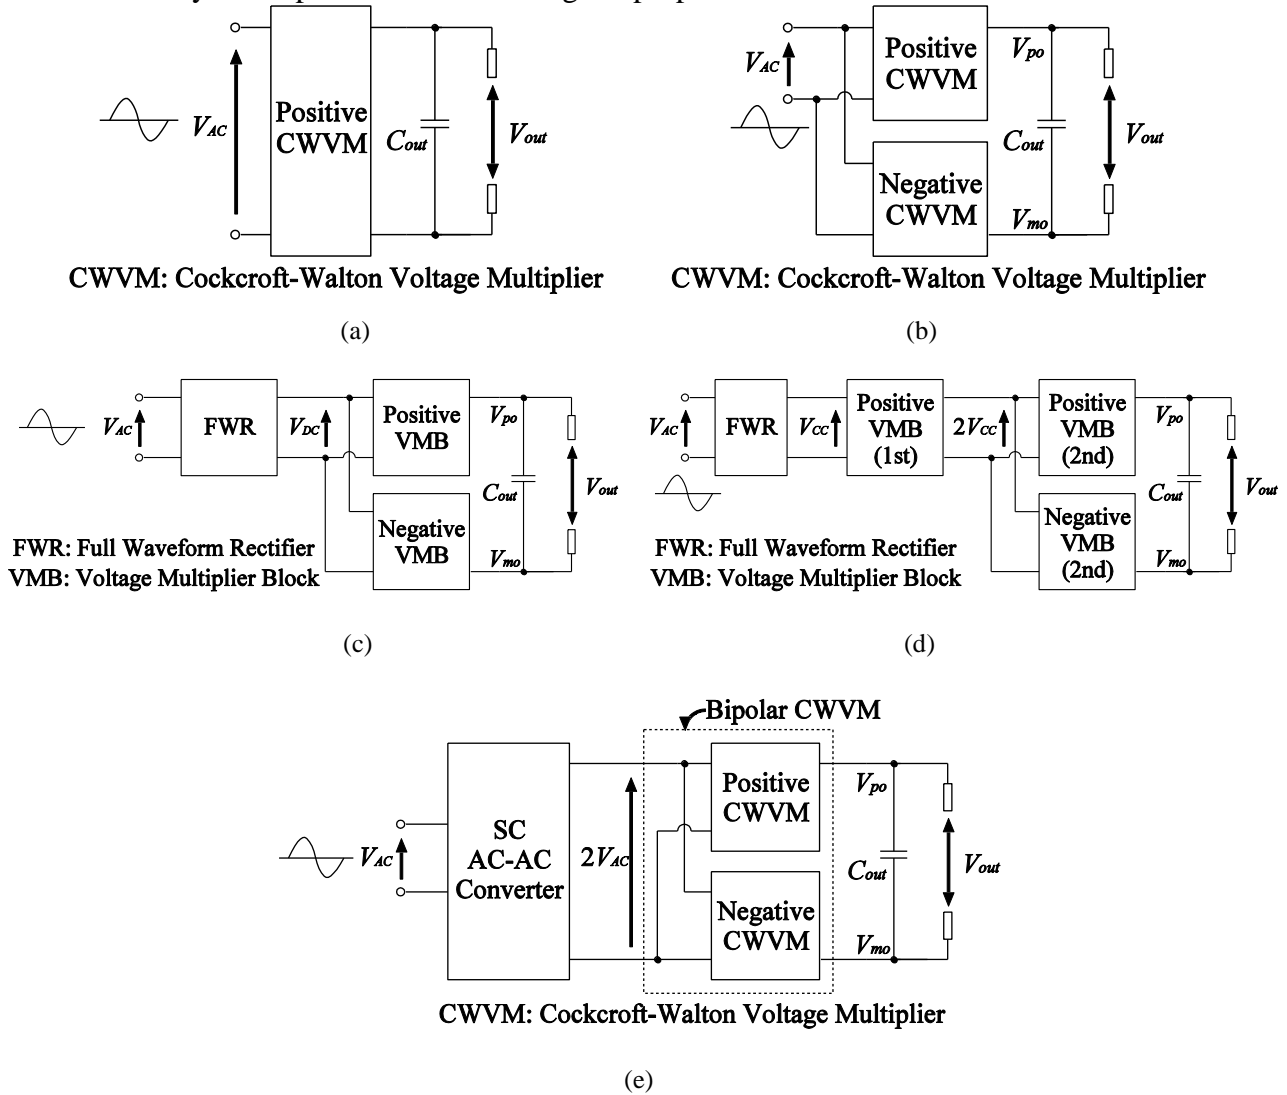 V_AC
Positive
CWVM
C_out
V_out
CWVM: Cockcroft-Walton Voltage Multiplier
(a)
V_AC
Positive
CWVM
V_po
C_out
V_out
Negative
CWVM
V_mo
CWVM: Cockcroft-Walton Voltage Multiplier
(b)
V_AC
FWR
V_DC
Positive
VMB
V_po
C_out
V_out
Negative
VMB
V_mo
FWR: Full Waveform Rectifier
VMB: Voltage Multiplier Block
(c)
V_AC
FWR
V_CC
Positive
VMB
(1st)
2V_CC
Positive
VMB
(2nd)
V_po
C_out
V_out
Negative
VMB
(2nd)
V_mo
FWR: Full Waveform Rectifier
VMB: Voltage Multiplier Block
(d)
Bipolar CWVM
V_AC
SC
AC-AC
Converter
2V_AC
Positive
CWVM
V_po
C_out
V_out
Negative
CWVM
V_mo
CWVM: Cockcroft-Walton Voltage Multiplier
(e)